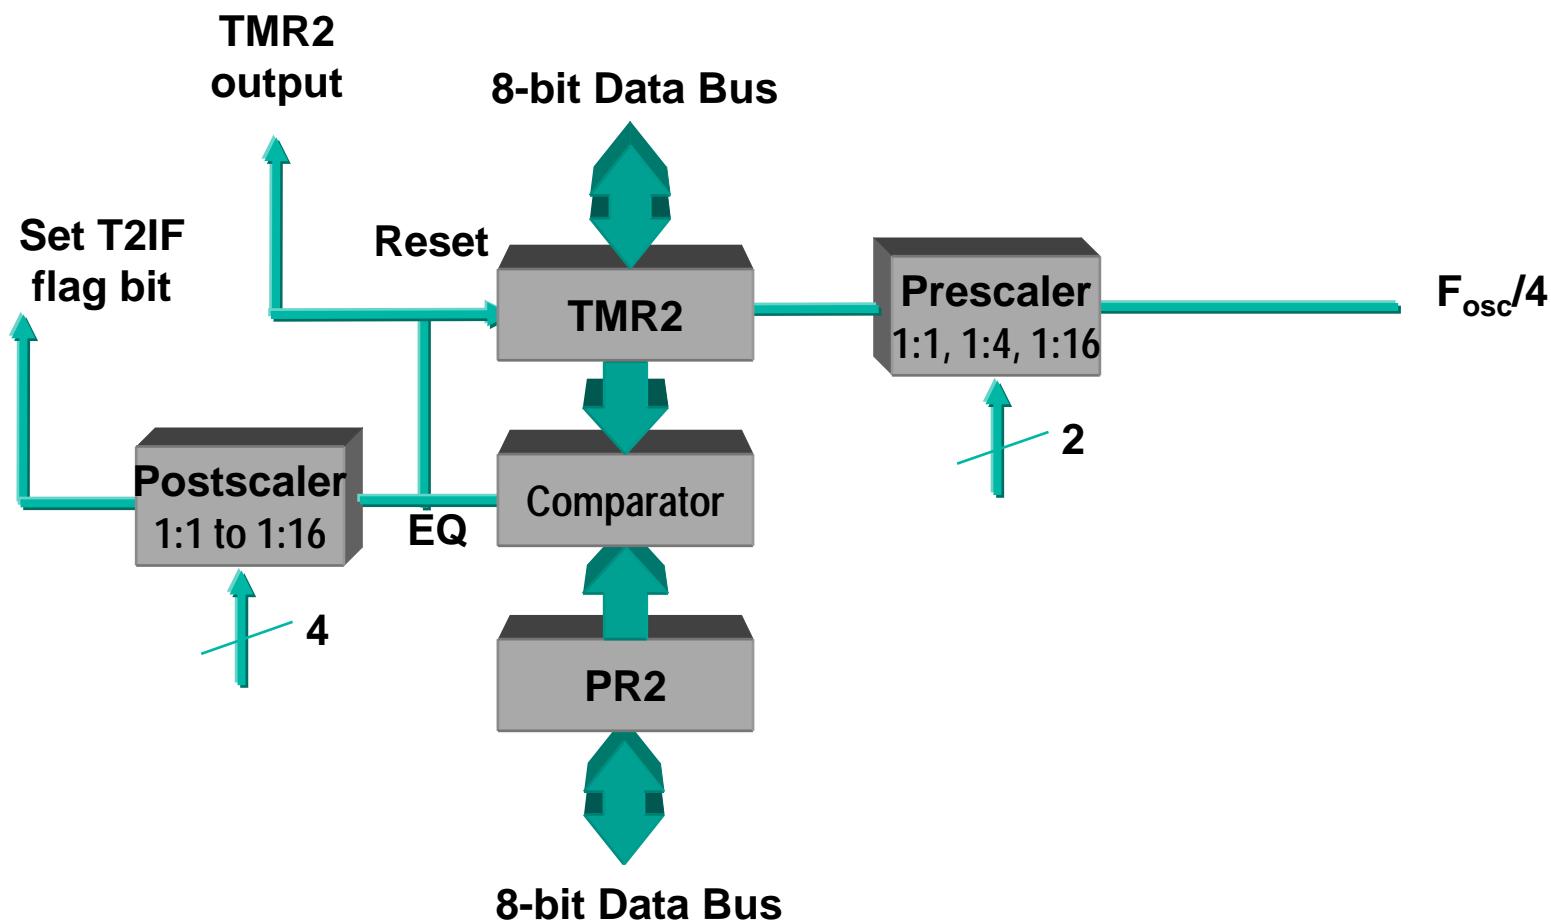 TMR2
output
8-bit Data Bus
Set T2IF
flag bit
Reset
TMR2
Prescaler
1:1, 1:4, 1:16
Fosc/4
2
Postscaler
1:1 to 1:16
EQ
Comparator
4
PR2
8-bit Data Bus